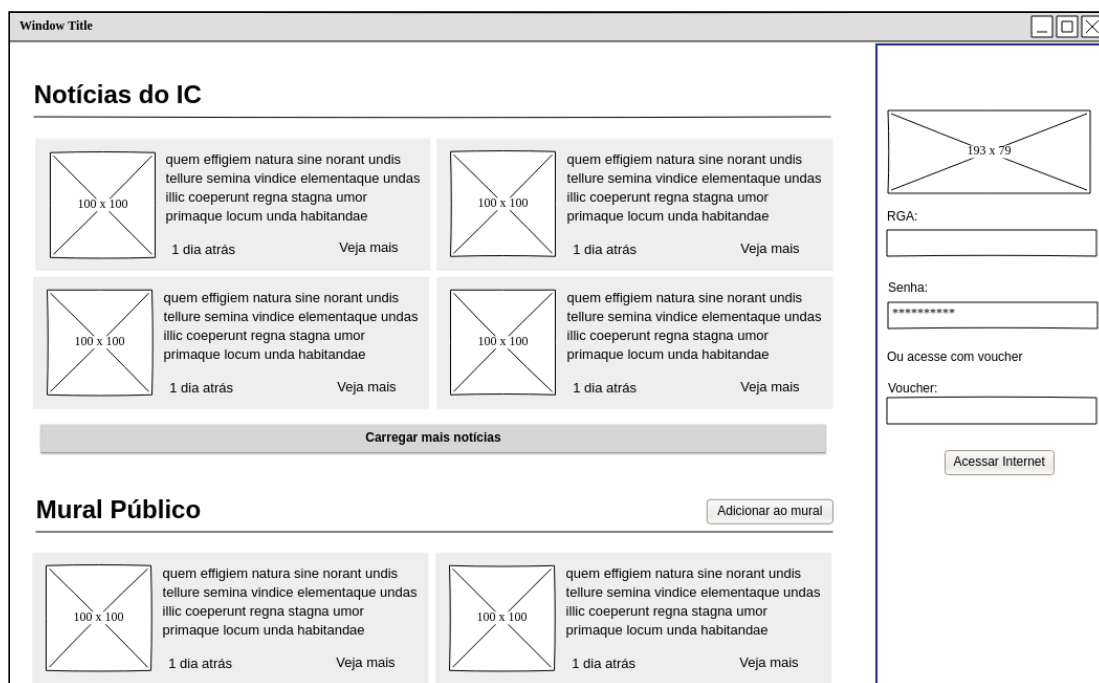 Window Title
Notícias do IC
100 x 100
quem effigiem natura sine norant undis
tellure semina vindice elementaque undas
illic coeperunt regna stagna umor
primaque locum unda habitandae
1 dia atrás
Veja mais
100 x 100
quem effigiem natura sine norant undis
tellure semina vindice elementaque undas
illic coeperunt regna stagna umor
primaque locum unda habitandae
1 dia atrás
Veja mais
100 x 100
quem effigiem natura sine norant undis
tellure semina vindice elementaque undas
illic coeperunt regna stagna umor
primaque locum unda habitandae
1 dia atrás
Veja mais
100 x 100
quem effigiem natura sine norant undis
tellure semina vindice elementaque undas
illic coeperunt regna stagna umor
primaque locum unda habitandae
1 dia atrás
Veja mais
Carregar mais notícias
Mural Público
Adicionar ao mural
100 x 100
quem effigiem natura sine norant undis
tellure semina vindice elementaque undas
illic coeperunt regna stagna umor
primaque locum unda habitandae
1 dia atrás
Veja mais
100 x 100
quem effigiem natura sine norant undis
tellure semina vindice elementaque undas
illic coeperunt regna stagna umor
primaque locum unda habitandae
1 dia atrás
Veja mais
193 x 79
RGA:
Senha:
**********
Ou acesse com voucher
Voucher:
Acessar Internet